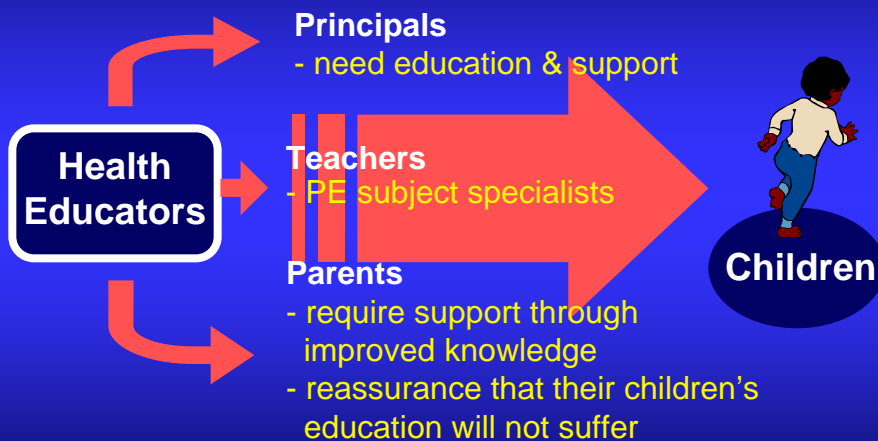 Principals
- need education & support
Health
Educators
Teachers
- PE subject specialists
Parents
- require support through
improved knowledge
- reassurance that their children's
education will not suffer
Children